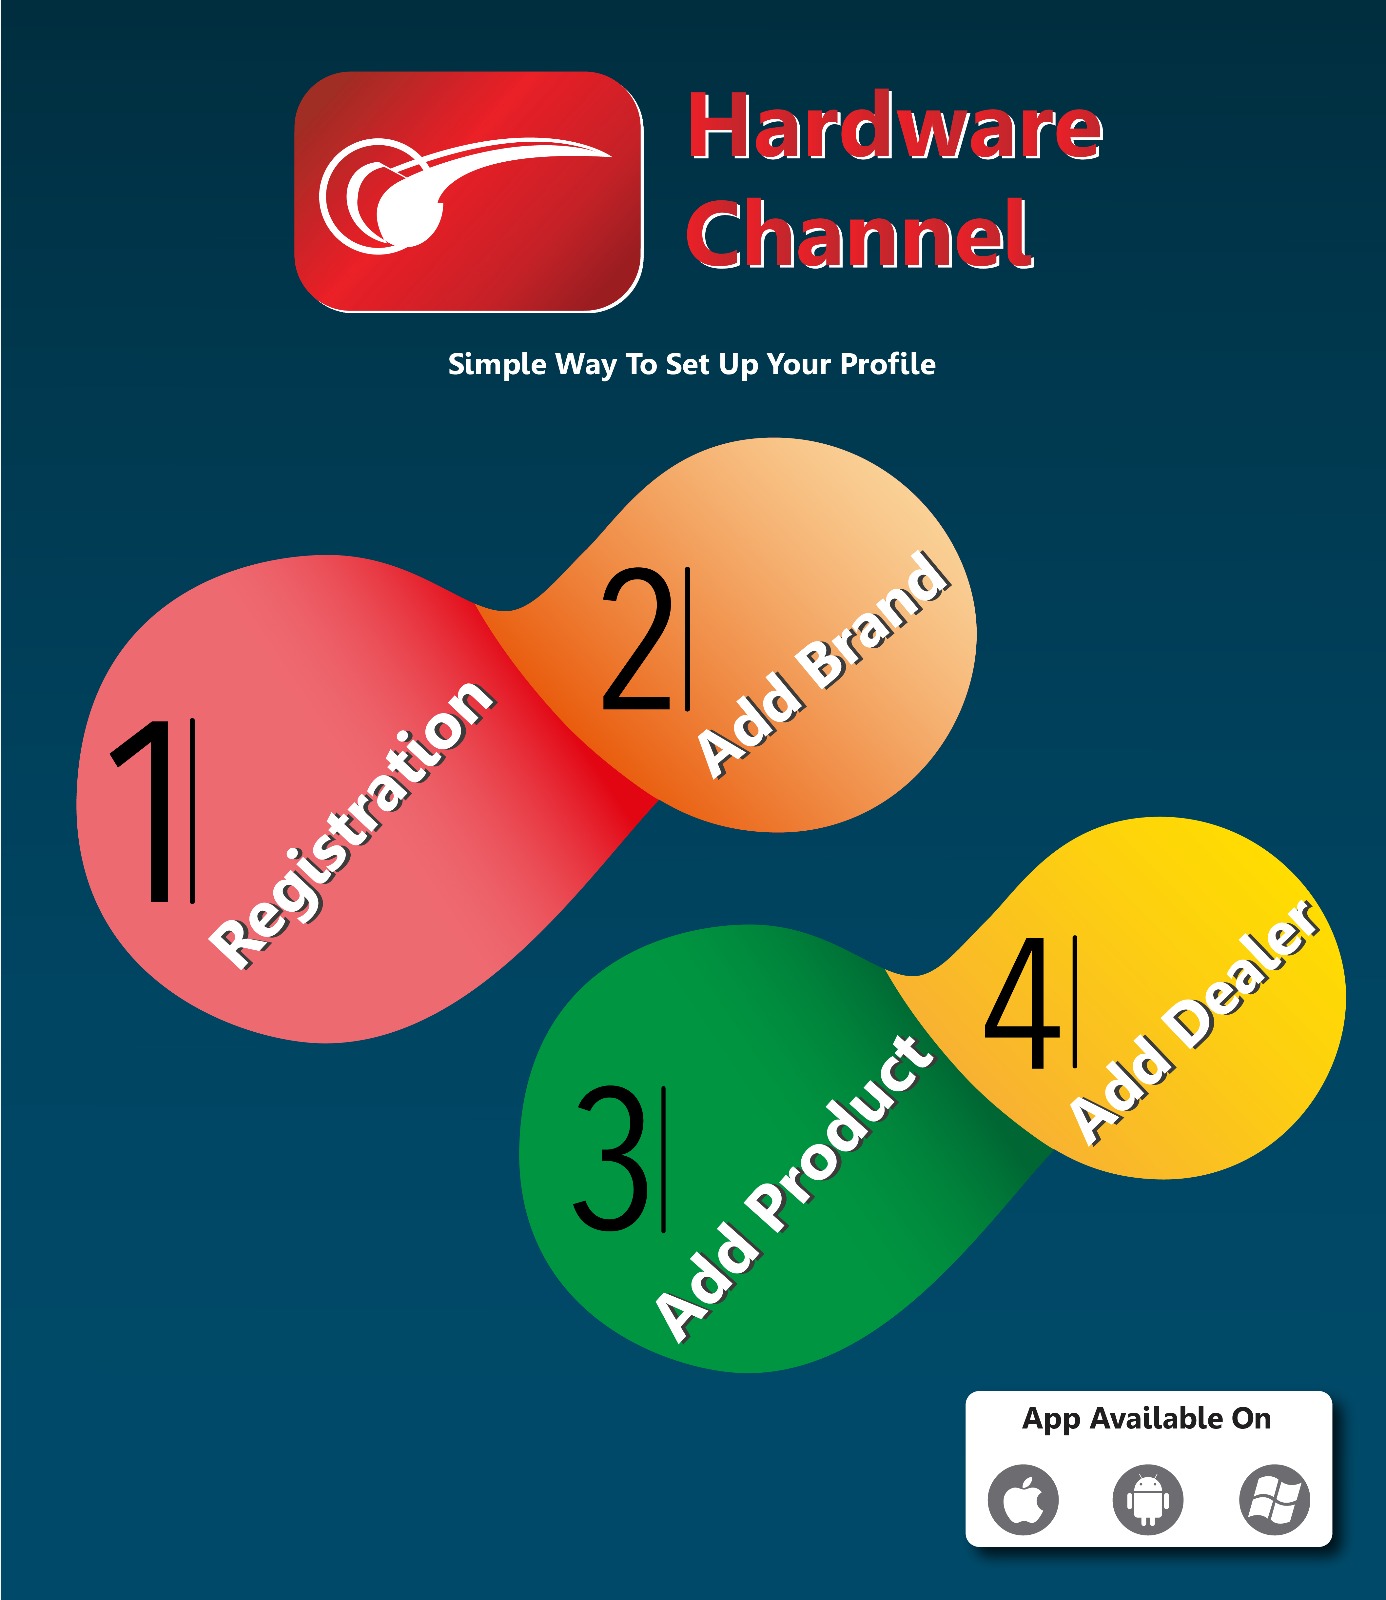 Hardware
Channel
Simple Way To Set Up Your Profile
1
Registration
2
Add Brand
3
Add Product
4
Add Dealer
App Available On